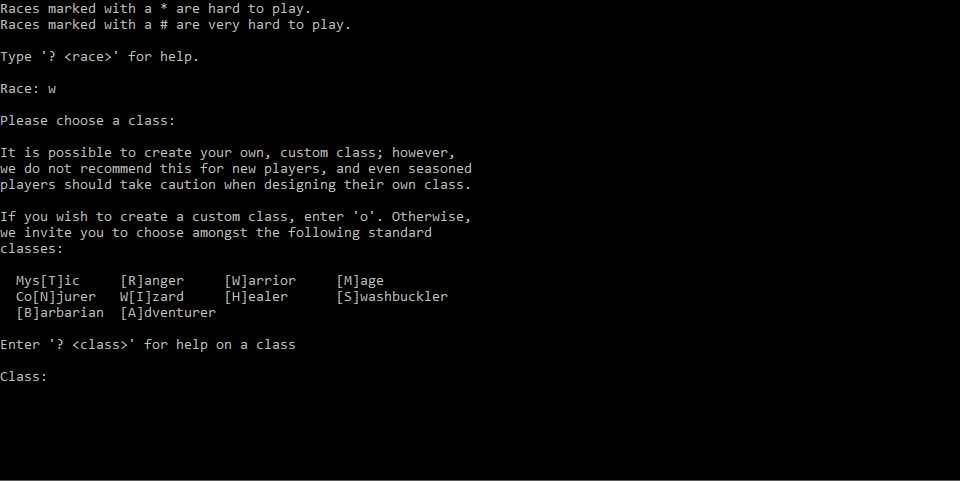 Races marked with a * are hard to play.
Races marked with a # are very hard to play.
Type '? <race>' for help.
Race: w
Please choose a class:
It is possible to create your own, custom class; however,
we do not recommend this for new players, and even seasoned
players should take caution when designing their own class.
If you wish to create a custom class, enter 'o'. Otherwise,
we invite you to choose amongst the following standard
classes:
Mys[T]ic [R]anger [W]arrior [M]age
Co[N]jurer W[I]zard [H]ealer [S]washbuckler
[B]arbarian [A]dventurer
Enter '? <class>' for help on a class
Class: